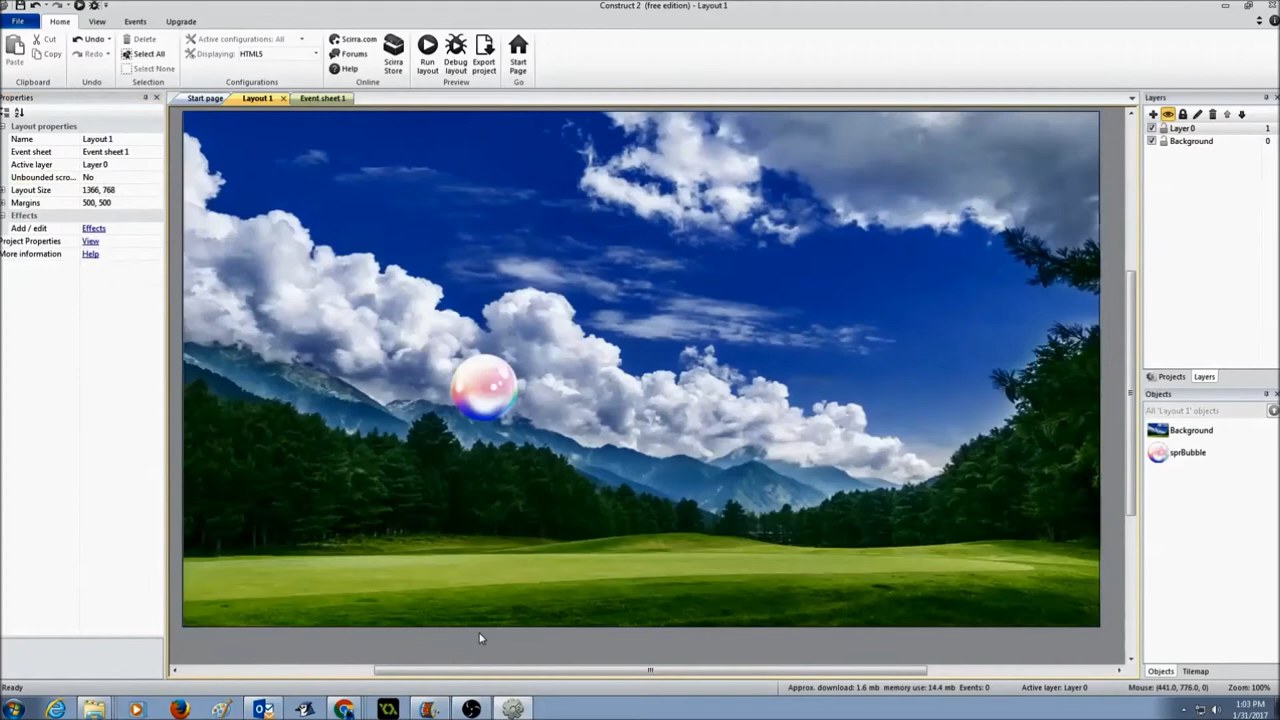 Construct 2 (free edition) - Layout 1
File Home View Events Upgrade
Cut Undo Delete Active configurations: All Scirra.com
Copy Redo Select All Displaying: HTML5 Forums
Paste Select None Help Scirra Store Run layout Debug layout Export project Start Page
Clipboard Undo Selection Configurations Online Preview Go
Properties Start page Layout 1 Event sheet 1 Layers
Layout properties Layer 0 1
Name Layout 1 Background 0
Event sheet Event sheet 1
Active layer Layer 0
Unbounded scro... No
Layout Size 1366, 768
Margins 500, 500
Effects
Add / edit Effects
Project Properties View
More information Help
Projects Layers
Objects
All 'Layout 1' objects
Background
sprBubble
Objects Tilemap
Ready Approx. download: 1.6 mb memory use: 14.4 mb Events: 0 Active layer: Layer 0 Mouse: (441.0, 776.0, 0) Zoom: 100%
1:03 PM
1/31/2017